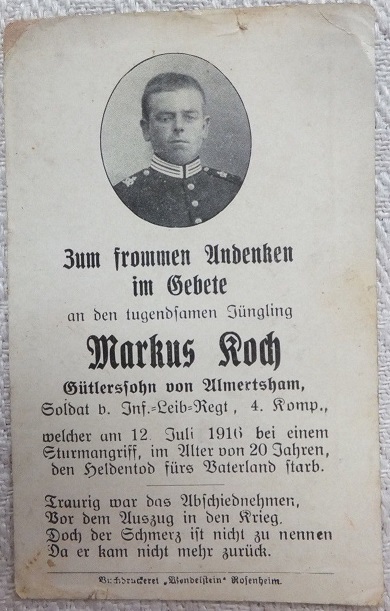 Zum frommen Andenken
im Gebete
an den tugendsamen Jüngling
Markus Koch
Gütlerssohn von Almertsham,
Soldat b. Inf.-Leib-Regt, 4. Komp.,
welcher am 12. Juli 1916 bei einem
Sturmangriff, im Alter von 20 Jahren,
den Heldentod fürs Vaterland starb.
Traurig war das Abschiednehmen,
Vor dem Auszug in den Krieg.
Doch der Schmerz ist nicht zu nennen
Da er kam nicht mehr zurück.
Buchdruckerei „Wendelstein" Rosenheim.